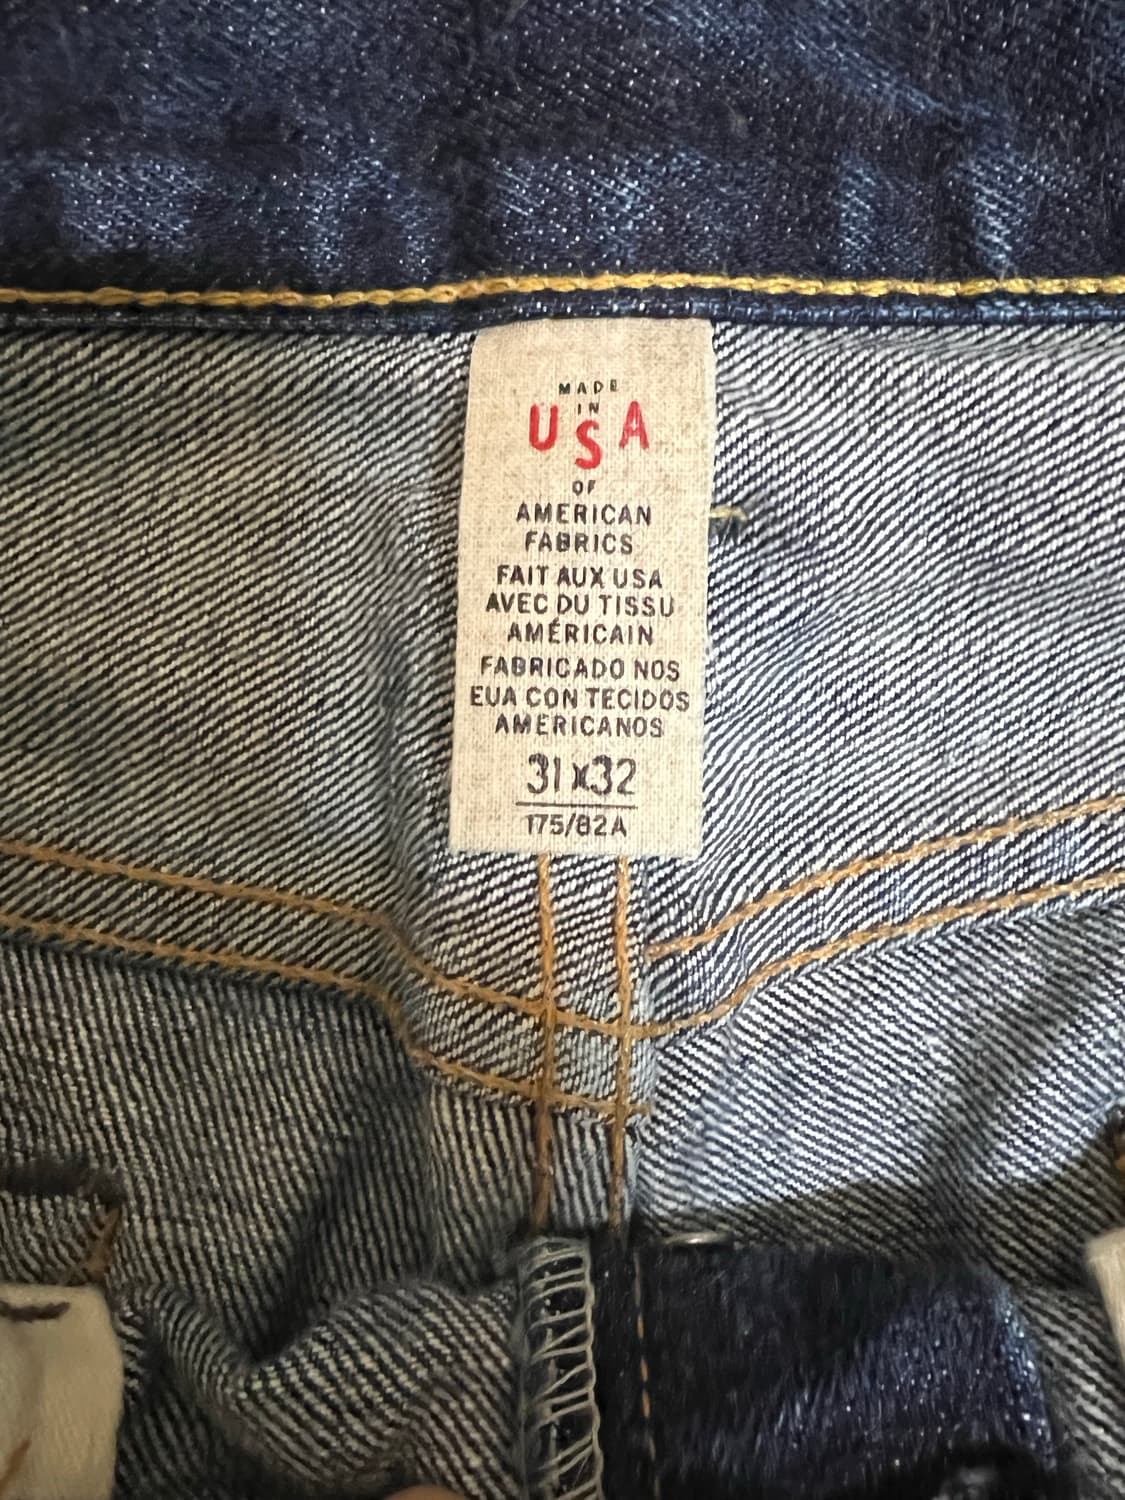 MADE
IN
USA
OF
AMERICAN
FABRICS
FAIT AUX USA
AVEC DU TISSU
AMÉRICAIN
FABRICADO NOS
EUA CON TECIDOS
AMERICANOS
31x32
175/82A